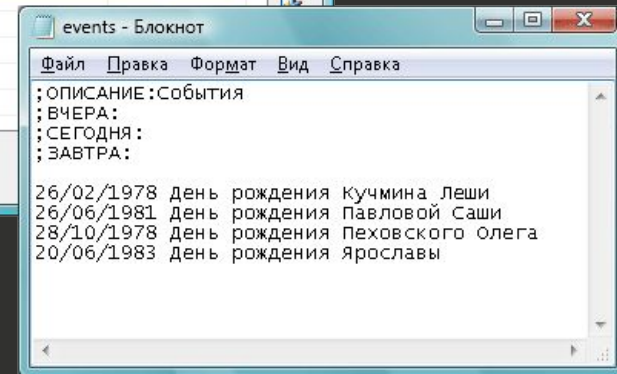 events - Блокнот
Файл Правка Формат Вид Справка
;ОПИСАНИЕ:События
;ВЧЕРА:
;СЕГОДНЯ:
;ЗАВТРА:
26/02/1978 День рождения Кучмина Леши
26/06/1981 День рождения Павловой Саши
28/10/1978 День рождения Пеховского Олега
20/06/1983 День рождения Ярославы